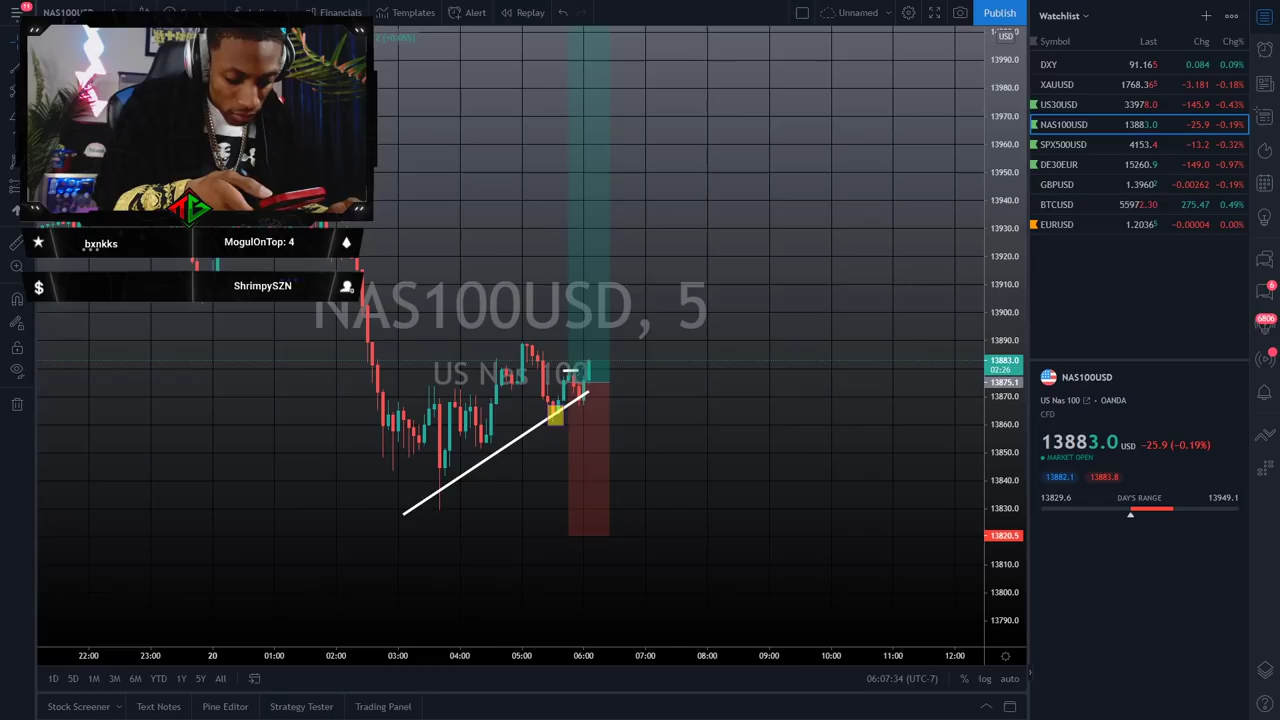 11
Financials
Templates
Alert
Replay
Unnamed
Publish
Watchlist
USD
Symbol Last Chg Chg%
DXY 91.165 0.084 0.09%
XAUUSD 1768.365 −3.181 −0.18%
US30USD 33978.0 −145.9 −0.43%
NAS100USD 13883.0 −25.9 −0.19%
SPX500USD 4153.4 −13.2 −0.32%
DE30EUR 15260.9 −149.0 −0.97%
GBPUSD 1.39602 −0.00262 −0.19%
BTCUSD 55972.30 275.47 0.49%
EURUSD 1.20365 −0.00004 0.00%
bxnkks
MogulOnTop: 4
$
ShrimpySZN
NAS100USD, 5
US Nas 100
13990.0
13980.0
13970.0
13960.0
13950.0
13940.0
13930.0
13920.0
13910.0
13900.0
13890.0
13883.0
02:26
13875.1
13870.0
13860.0
13850.0
13840.0
13830.0
13820.5
13810.0
13800.0
13790.0
6
6806
NAS100USD
US Nas 100 OANDA
CFD
13883.0 USD −25.9 (−0.19%)
MARKET OPEN
13882.1 13883.8
13829.6 DAY'S RANGE 13949.1
22:00 23:00 20 01:00 02:00 03:00 04:00 05:00 06:00 07:00 08:00 09:00 10:00 11:00 12:00
1D 5D 1M 3M 6M YTD 1Y 5Y All
06:07:34 (UTC-7) % log auto
Stock Screener Text Notes Pine Editor Strategy Tester Trading Panel